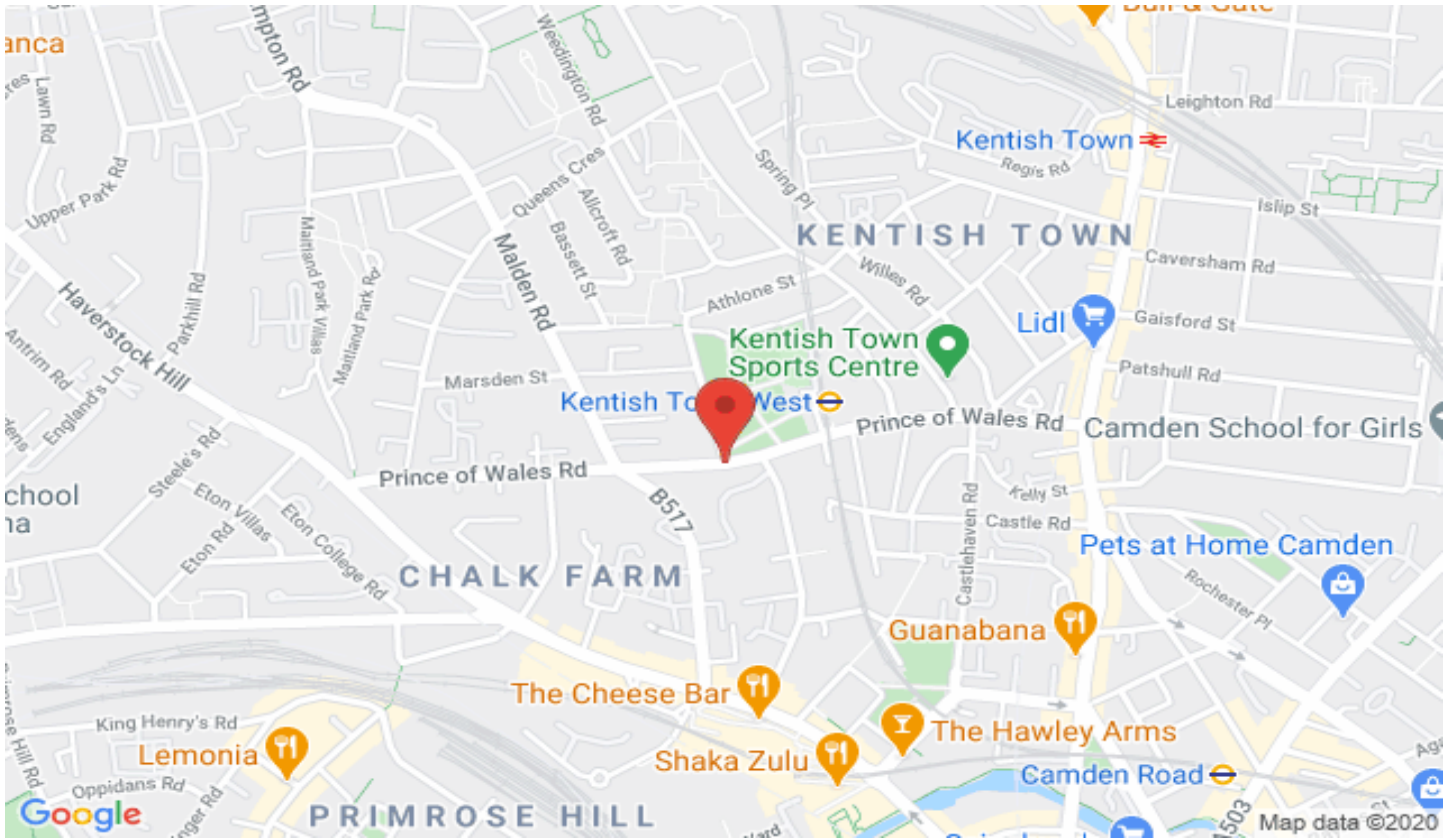 Bull & Gate
anca
Lawn Rd
Weedington Rd
Leighton Rd
Kentish Town
Regis Rd
Spring Pl
Queens Cres
Allcroft Rd
Upper Park Rd
Islip St
KENTISH TOWN
Bassett St
Maitland Park Villas
Malden Rd
Caversham Rd
Willes Rd
Parkhill Rd
Maitland Park Rd
Athlone St
Haverstock Hill
Lidl
Gaisford St
Kentish Town
Sports Centre
Antrim Rd
England's Ln
Marsden St
Patshull Rd
Kentish To West
Prince of Wales Rd
Camden School for Girls
Steele's Rd
Prince of Wales Rd
chool
na
Eton Villas
Eton Rd
Eton College Rd
B517
Kelly St
Castle Rd
Castlehaven Rd
Pets at Home Camden
CHALK FARM
Rochester Pl
Guanabana
The Cheese Bar
King Henry's Rd
The Hawley Arms
Lemonia
Shaka Zulu
Camden Road
Oppidans Rd
Google
PRIMROSE HILL
Map data ©2020